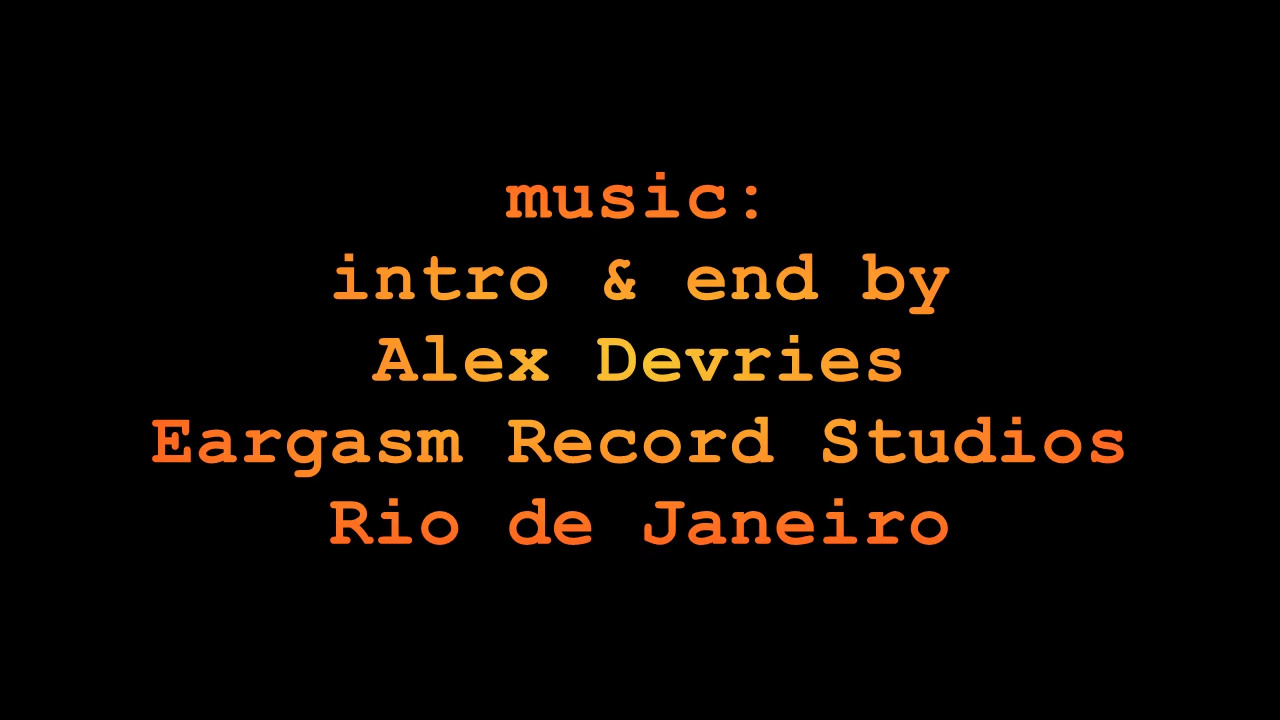 music:
intro & end by
Alex Devries
Eargasm Record Studios
Rio de Janeiro